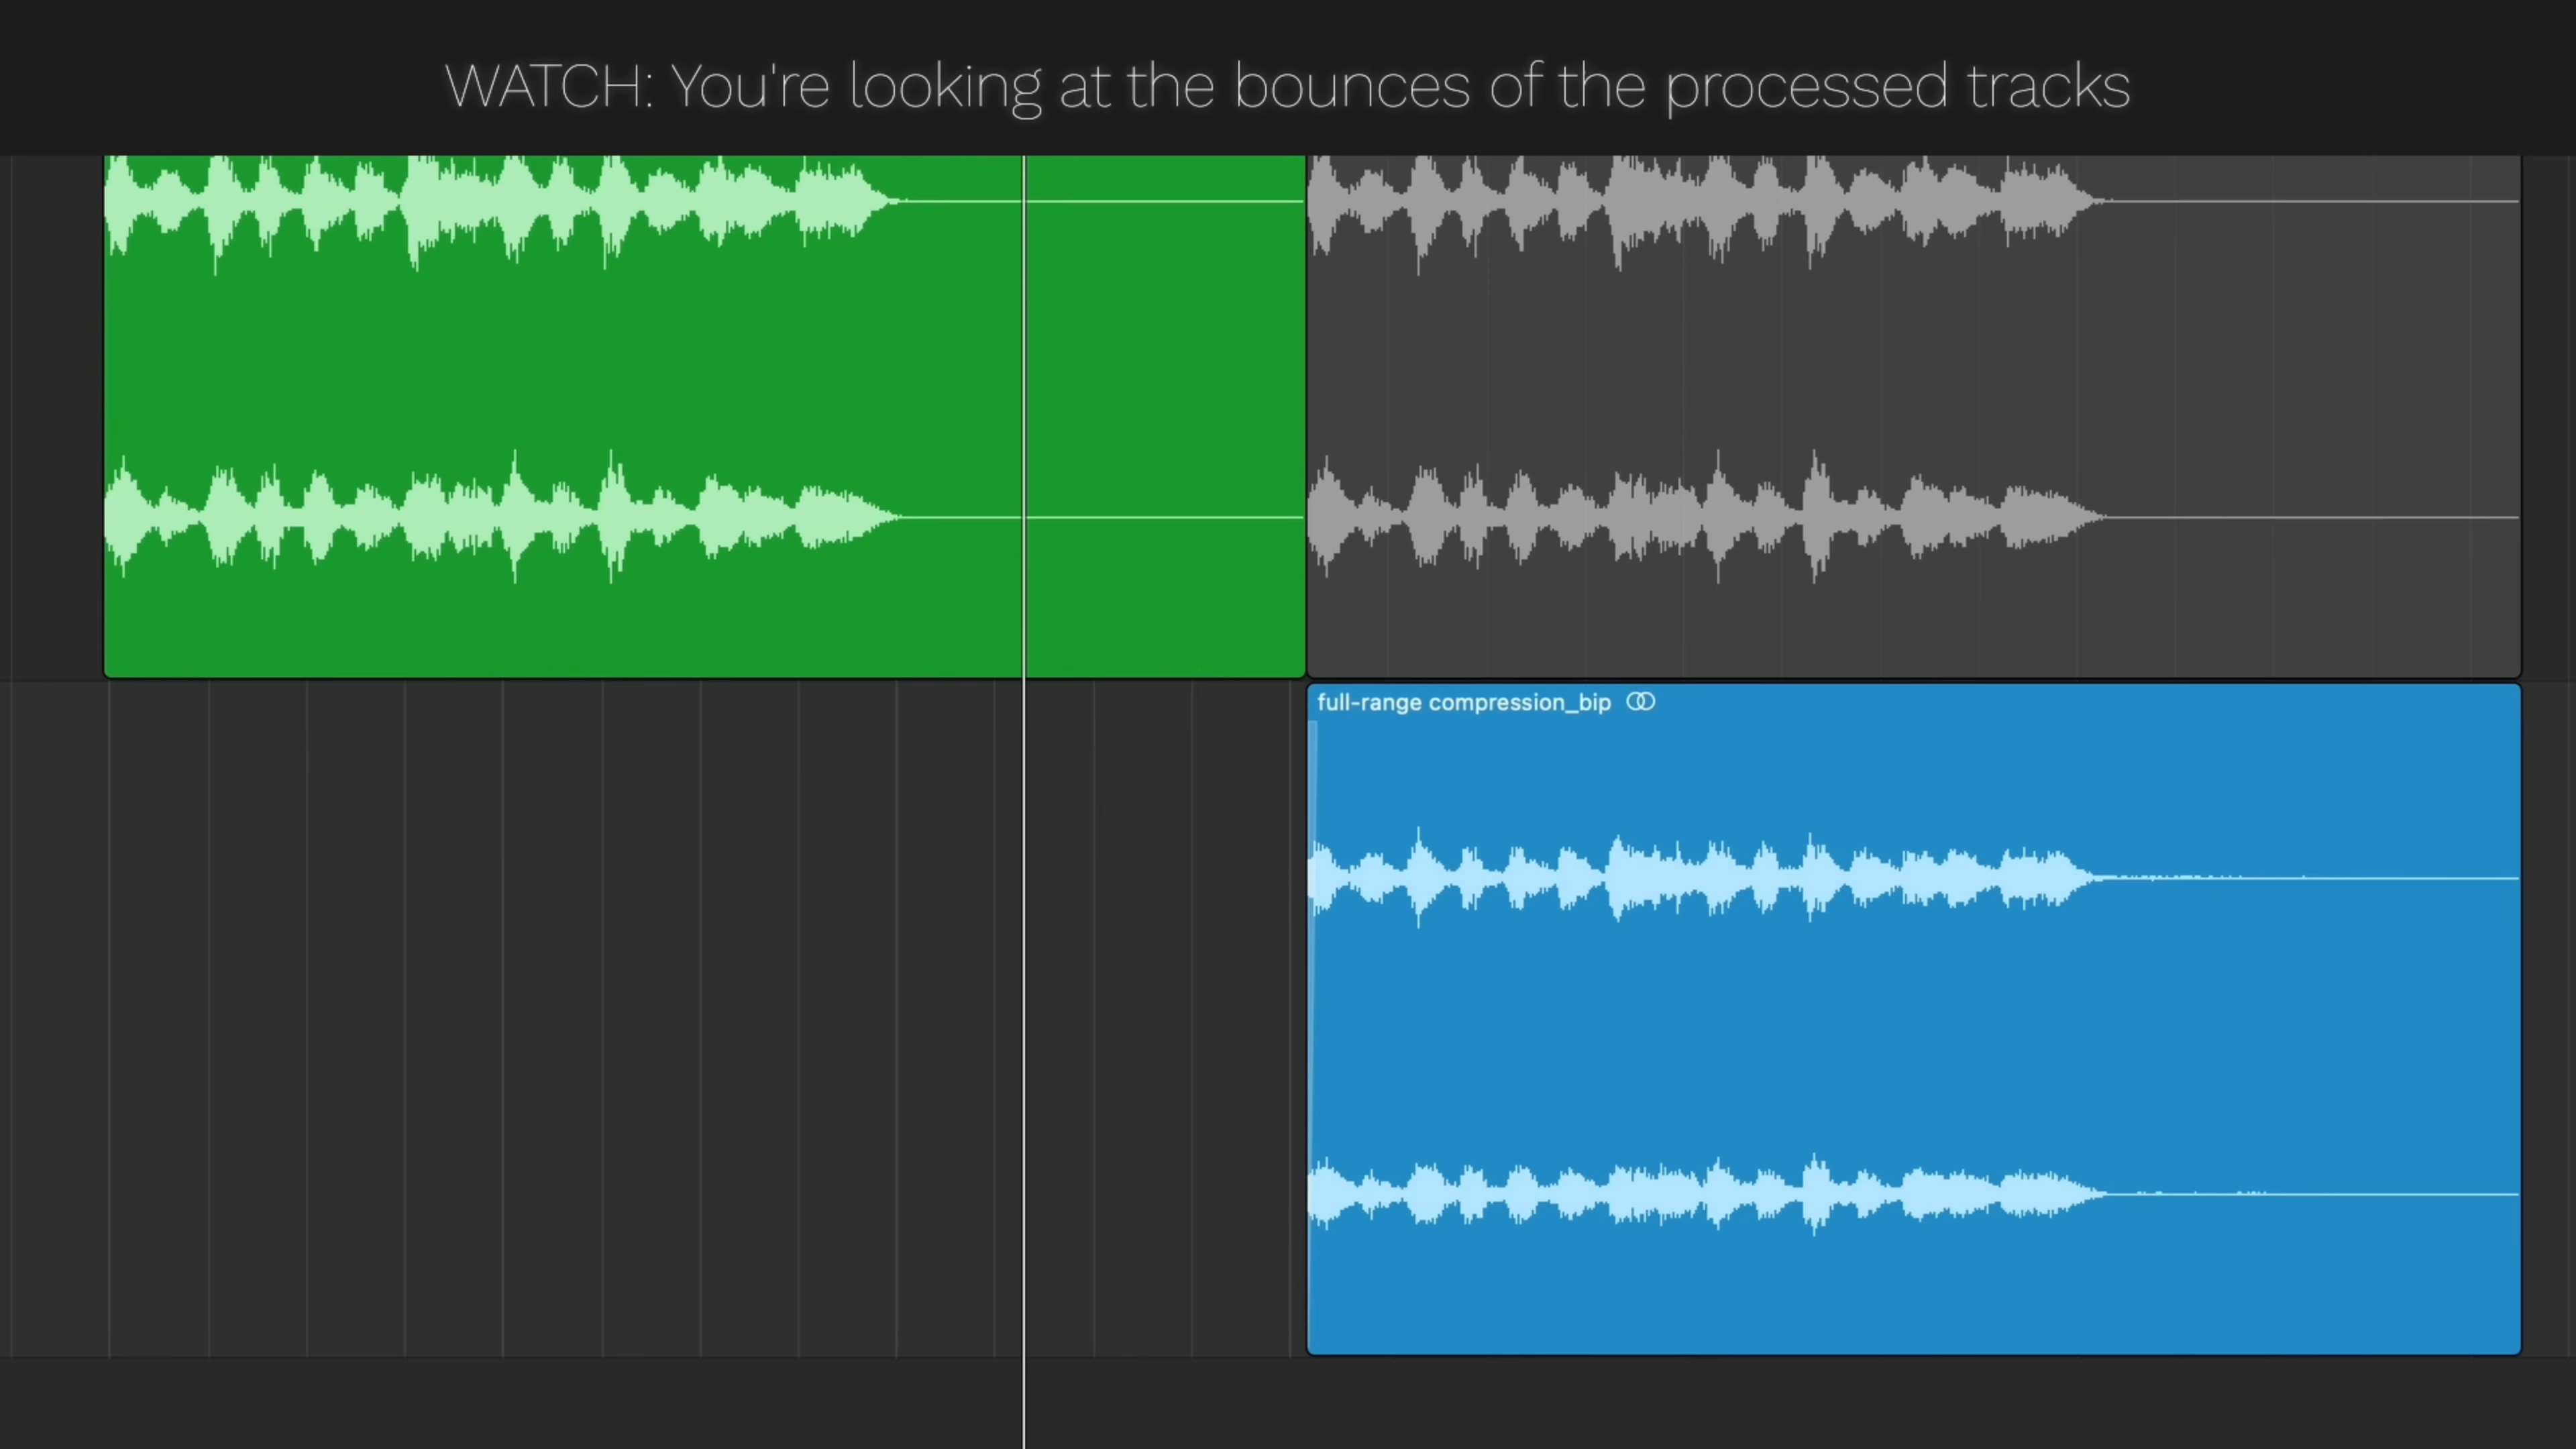 WATCH: You're looking at the bounces of the processed tracks
full-range compression_bip